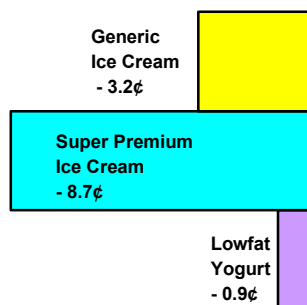 Generic
Ice Cream
- 3.2¢
Super Premium
Ice Cream
- 8.7¢
Lowfat
Yogurt
- 0.9¢